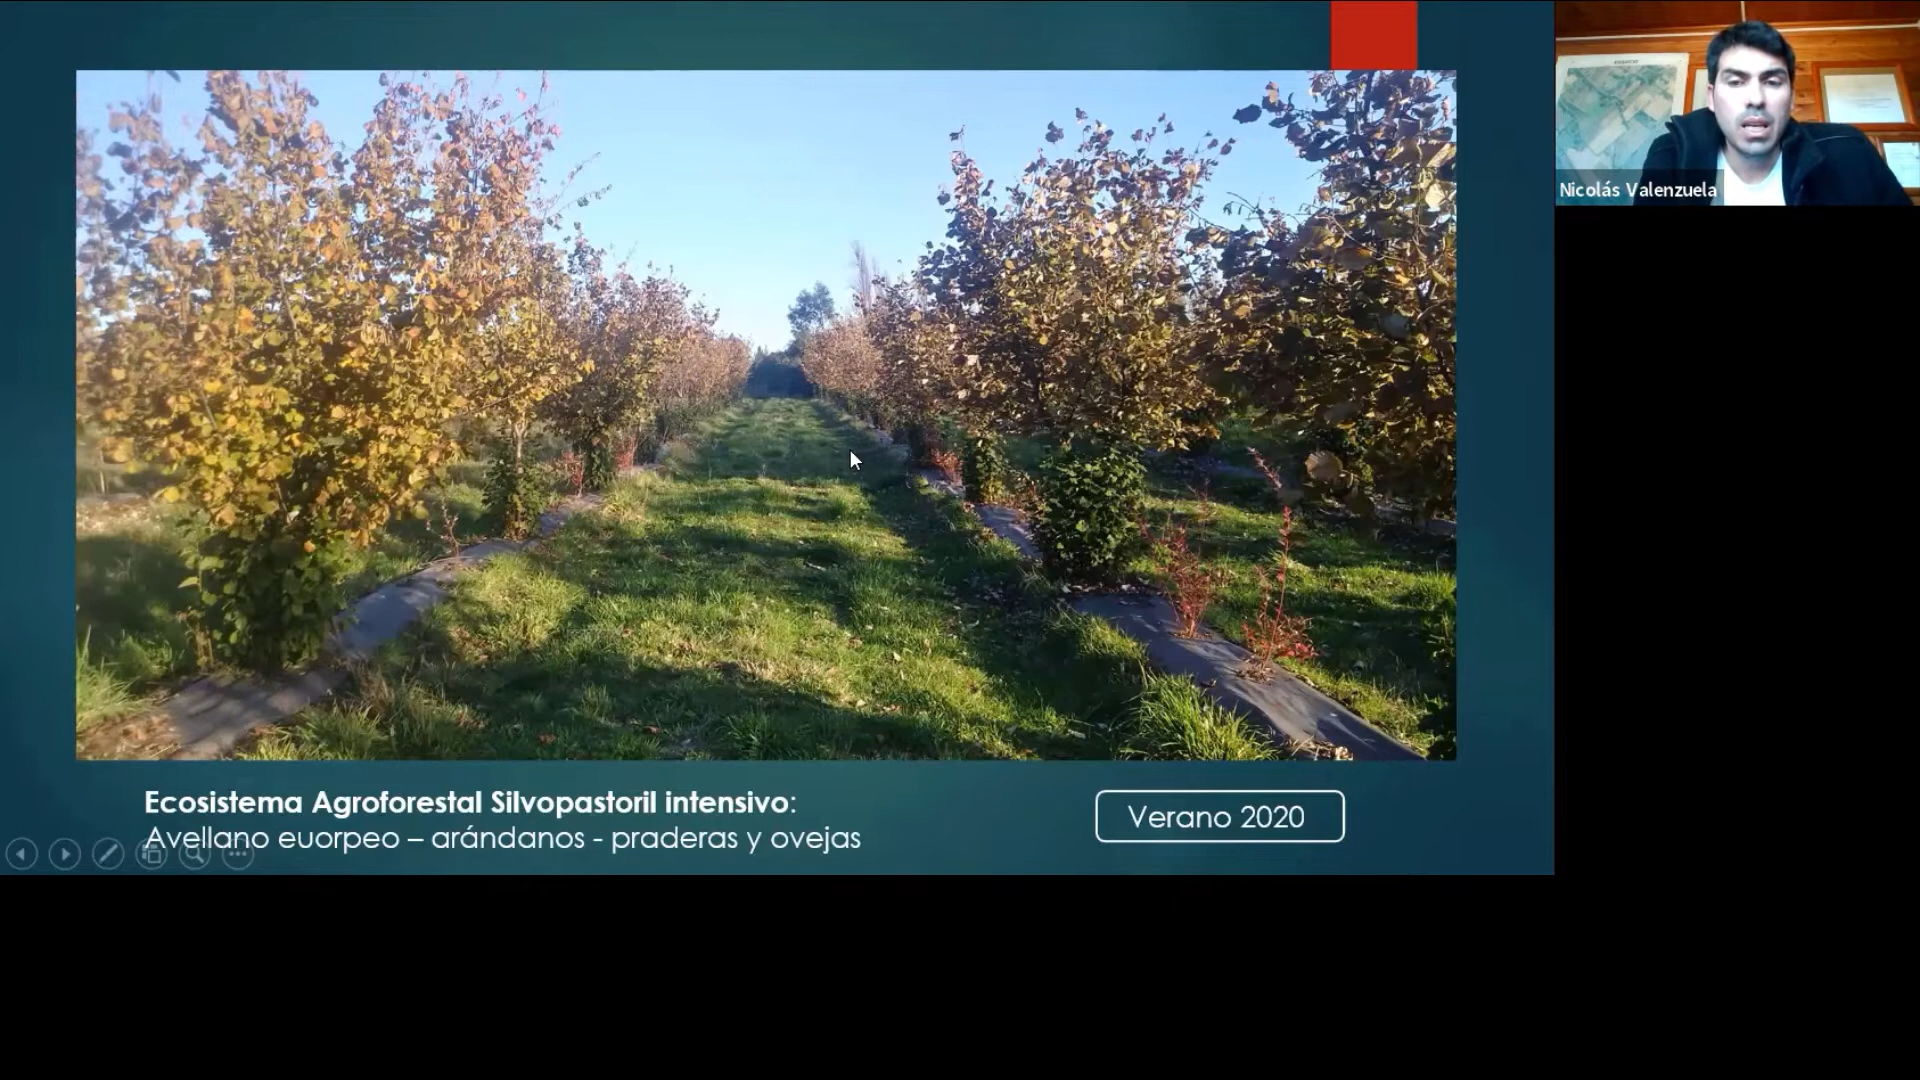 Nicolás Valenzuela
Ecosistema Agroforestal Silvopastoril intensivo:
Avellano euorpeo – arándanos - praderas y ovejas
Verano 2020